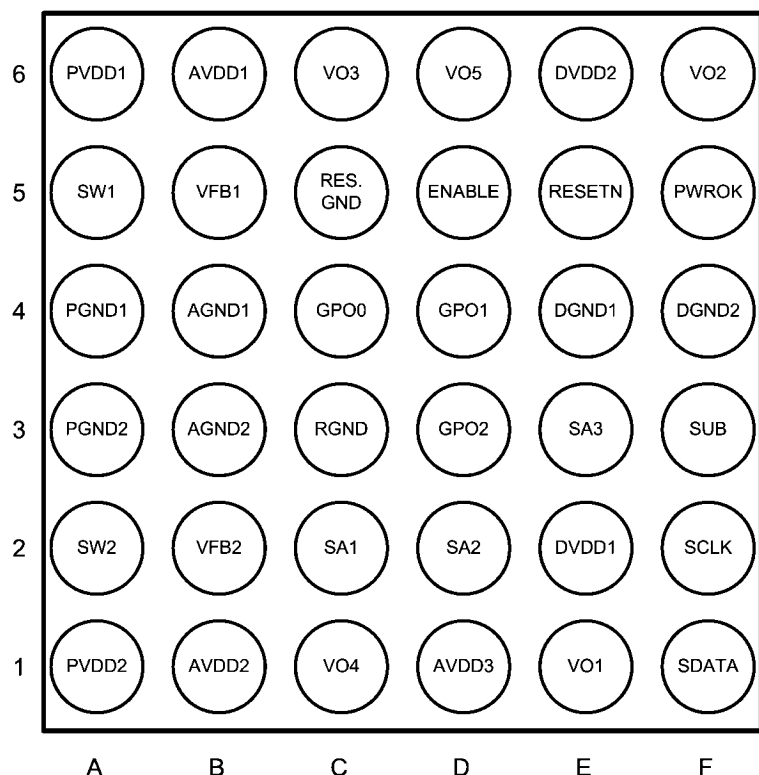 6 PVDD1 AVDD1 VO3 VO5 DVDD2 VO2
5 SW1 VFB1 RES. GND ENABLE RESETN PWROK
4 PGND1 AGND1 GPO0 GPO1 DGND1 DGND2
3 PGND2 AGND2 RGND GPO2 SA3 SUB
2 SW2 VFB2 SA1 SA2 DVDD1 SCLK
1 PVDD2 AVDD2 VO4 AVDD3 VO1 SDATA
A B C D E F